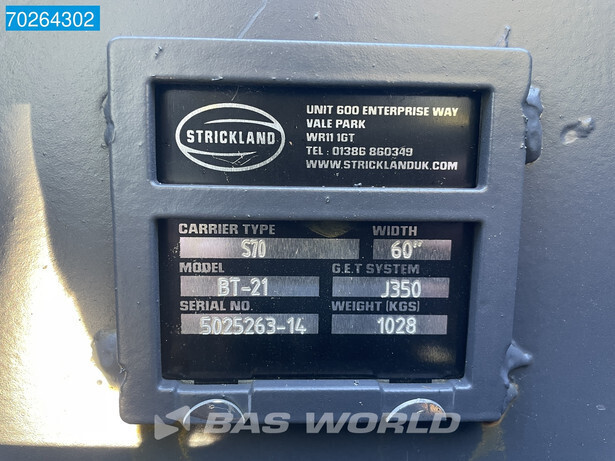 70264302
STRICKLAND
UNIT 600 ENTERPRISE WAY
VALE PARK
WR11 1GT
TEL : 01386 860349
WWW.STRICKLANDUK.COM
CARRIER TYPE WIDTH
S70 60"
MODEL G.E.T SYSTEM
BT-21 J350
SERIAL NO. WEIGHT (KGS)
5025263-14 1028
BAS WORLD